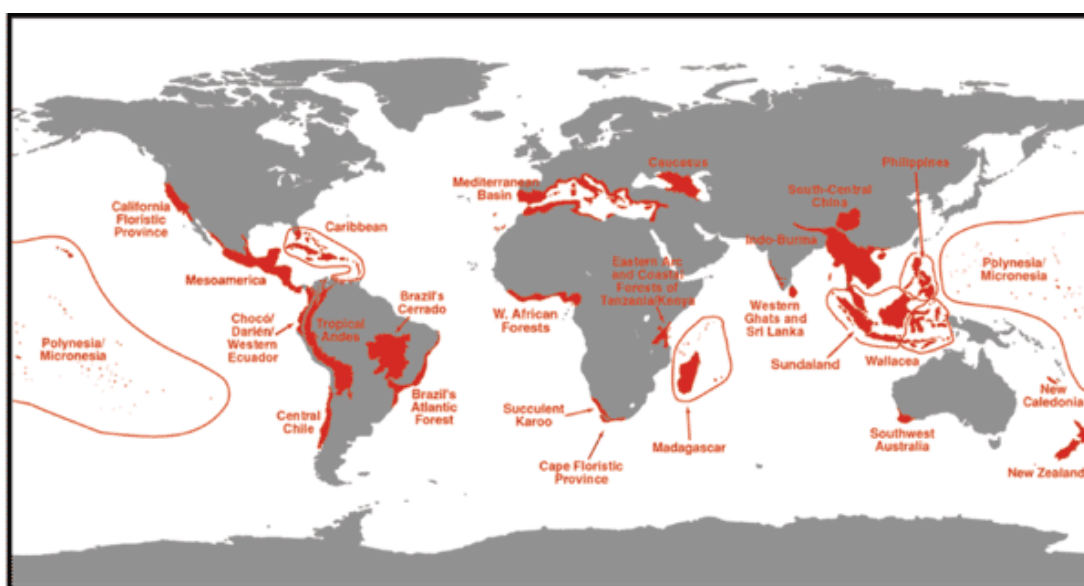 California
Floristic
Province
Caribbean
Mesoamerica
Polynesia/
Micronesia
Chocó/
Darién/
Western
Ecuador
Tropical
Andes
Brazil's
Cerrado
Central
Chile
Brazil's
Atlantic
Forest
Mediterranean
Basin
Caucasus
W. African
Forests
Eastern Arc
and Coastal
Forests of
Tanzania/Kenya
Succulent
Karoo
Cape Floristic
Province
Madagascar
Philippines
South-Central
China
Indo-Burma
Western
Ghats and
Sri Lanka
Sundaland
Wallacea
Polynesia/
Micronesia
New
Caledonia
Southwest
Australia
New Zealand